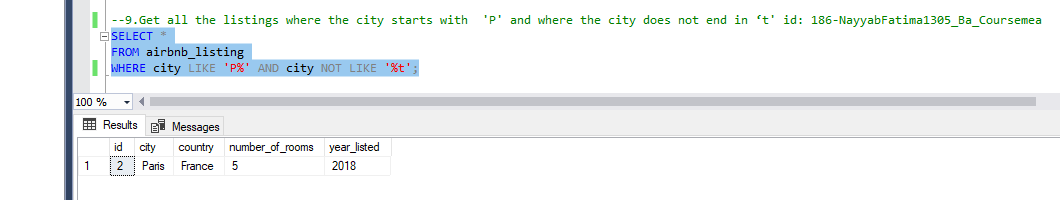 --9.Get all the listings where the city starts with  'P' and where the city does not end in ‘t' id: 186-NayyabFatima1305_Ba_Coursemea
SELECT *
FROM airbnb_listing
WHERE city LIKE 'P%' AND city NOT LIKE '%t';
100 %
Results Messages
id city country number_of_rooms year_listed
1 2 Paris France 5 2018